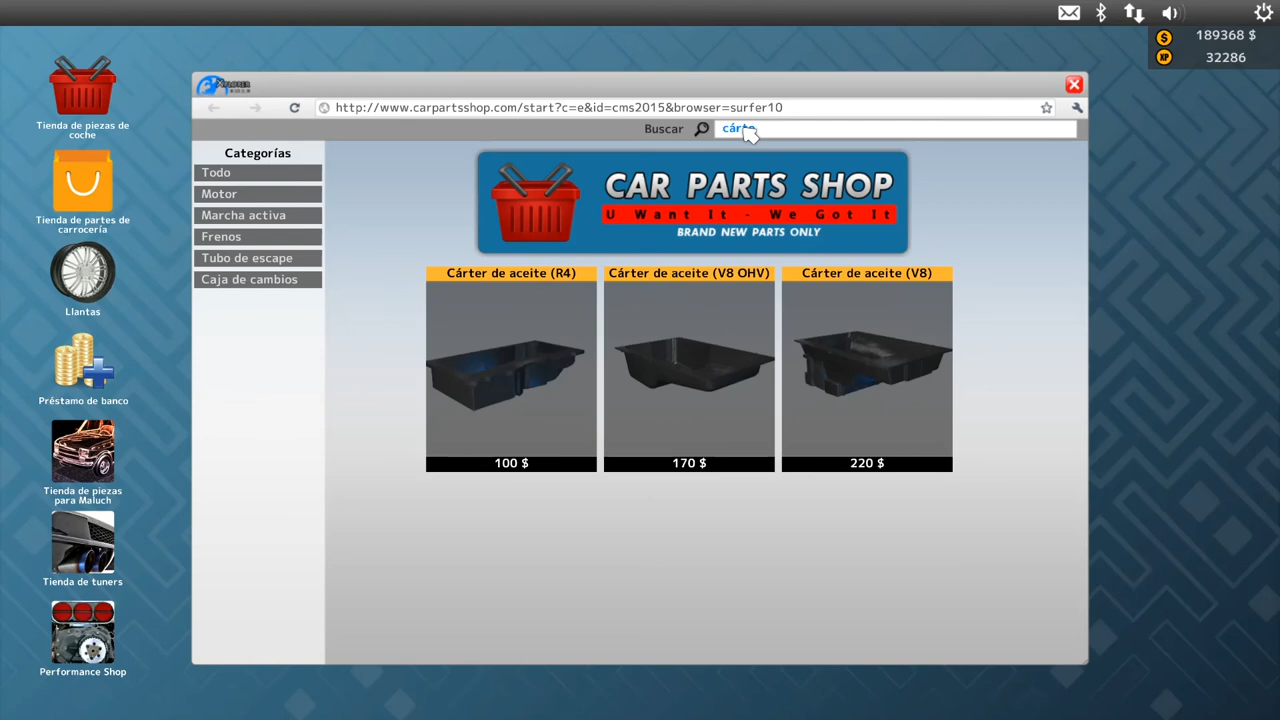 189368 $
32286
Tienda de piezas de
coche
Tienda de partes de
carrocería
Llantas
Préstamo de banco
Tienda de piezas
para Maluch
Tienda de tuners
Performance Shop
http://www.carpartsshop.com/start?c=e&id=cms2015&browser=surfer10
Buscar
Categorías
Todo
Motor
Marcha activa
Frenos
Tubo de escape
Caja de cambios
CAR PARTS SHOP
U Want It - We Got It
BRAND NEW PARTS ONLY
Cárter de aceite (R4)
100 $
Cárter de aceite (V8 OHV)
170 $
Cárter de aceite (V8)
220 $